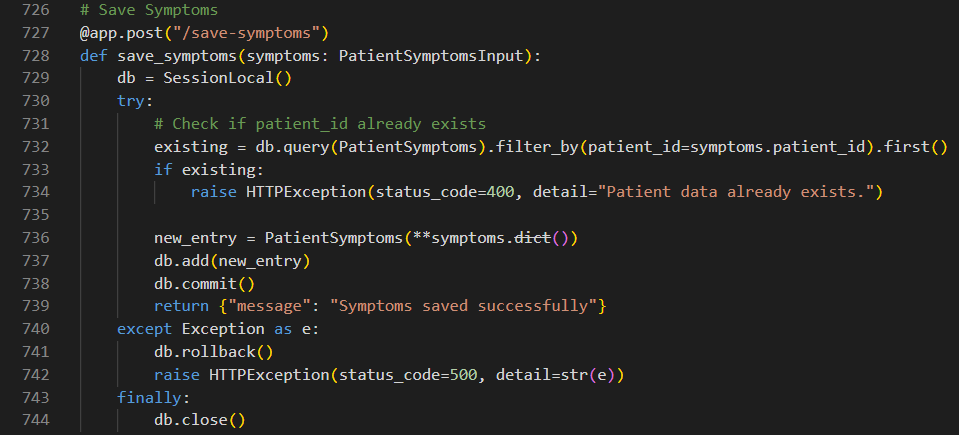 726 # Save Symptoms
727 @app.post("/save-symptoms")
728 def save_symptoms(symptoms: PatientSymptomsInput):
729     db = SessionLocal()
730     try:
731         # Check if patient_id already exists
732         existing = db.query(PatientSymptoms).filter_by(patient_id=symptoms.patient_id).first()
733         if existing:
734             raise HTTPException(status_code=400, detail="Patient data already exists.")
735
736         new_entry = PatientSymptoms(**symptoms.dict())
737         db.add(new_entry)
738         db.commit()
739         return {"message": "Symptoms saved successfully"}
740     except Exception as e:
741         db.rollback()
742         raise HTTPException(status_code=500, detail=str(e))
743     finally:
744         db.close()